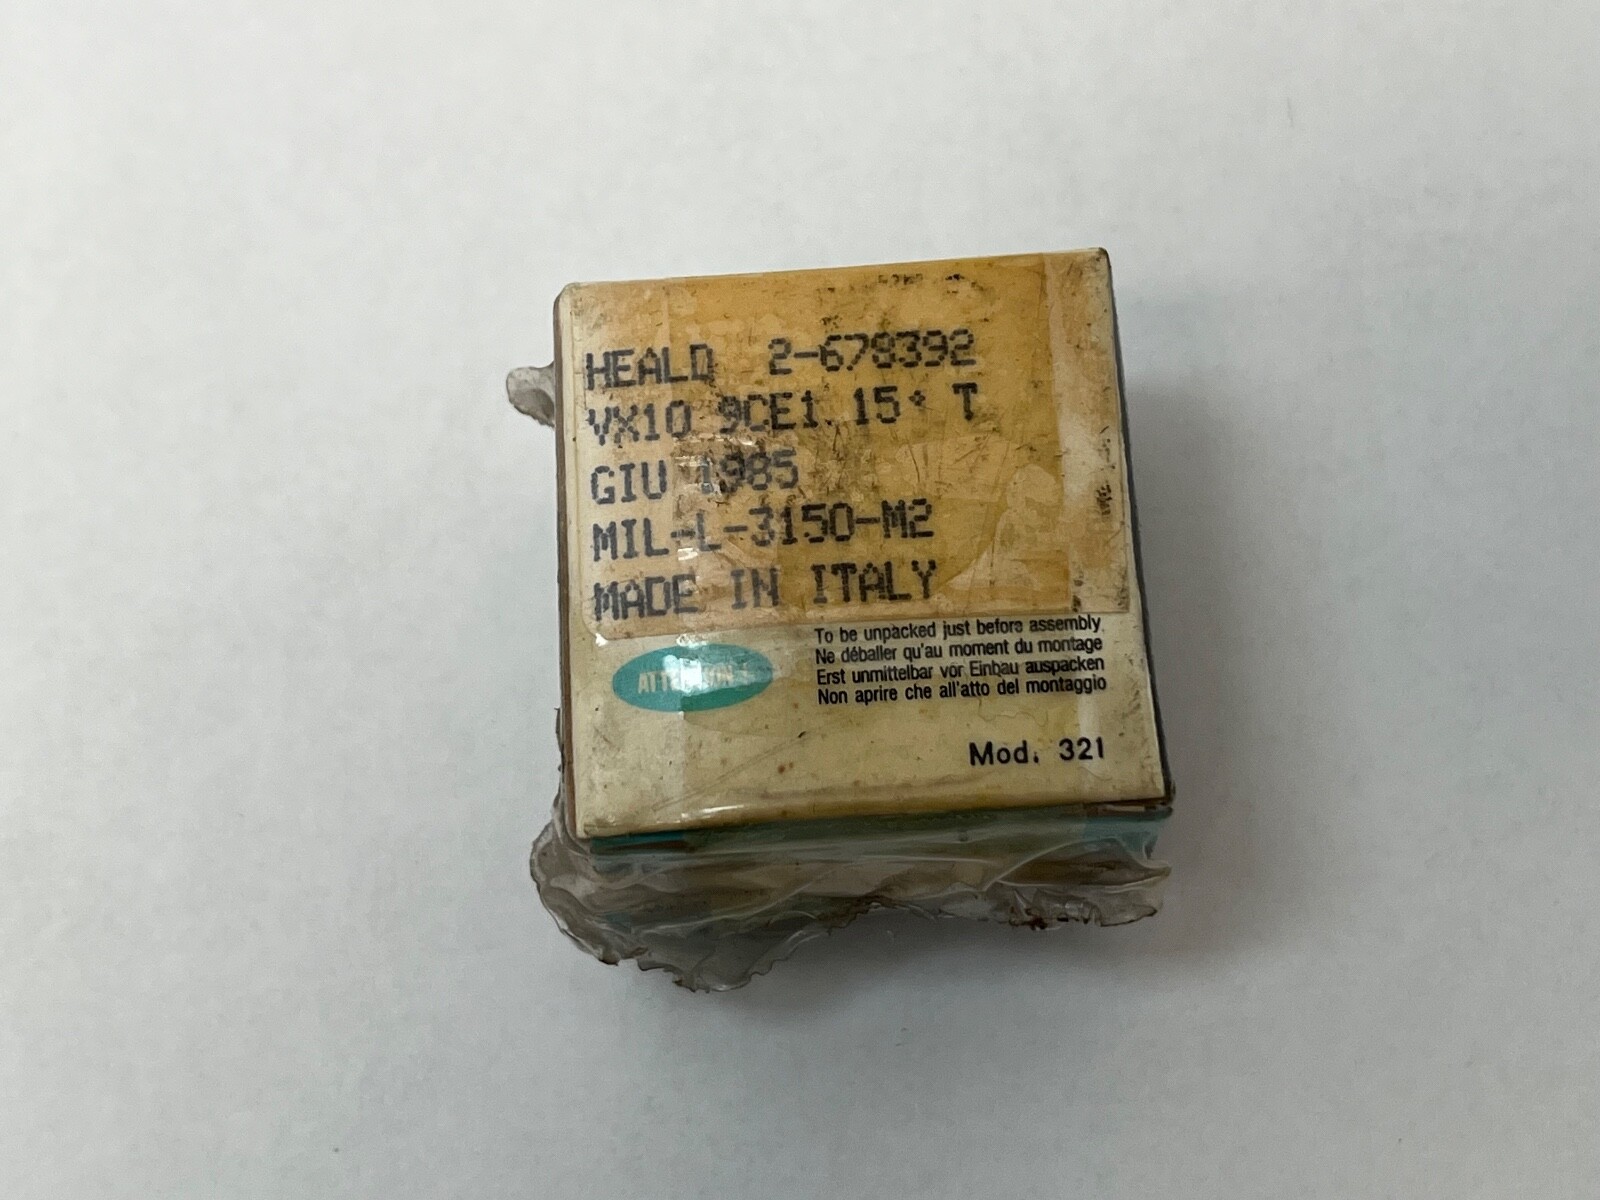 HEALD 2-678392
VX10 9CE1.15* T
GIU 1985
MIL-L-3150-M2
MADE IN ITALY
To be unpacked just before assembly
Ne déballer qu'au moment du montage
ATTENTION !
Erst unmittelbar vor Einbau auspacken
Non aprire che all'atto del montaggio
Mod. 321